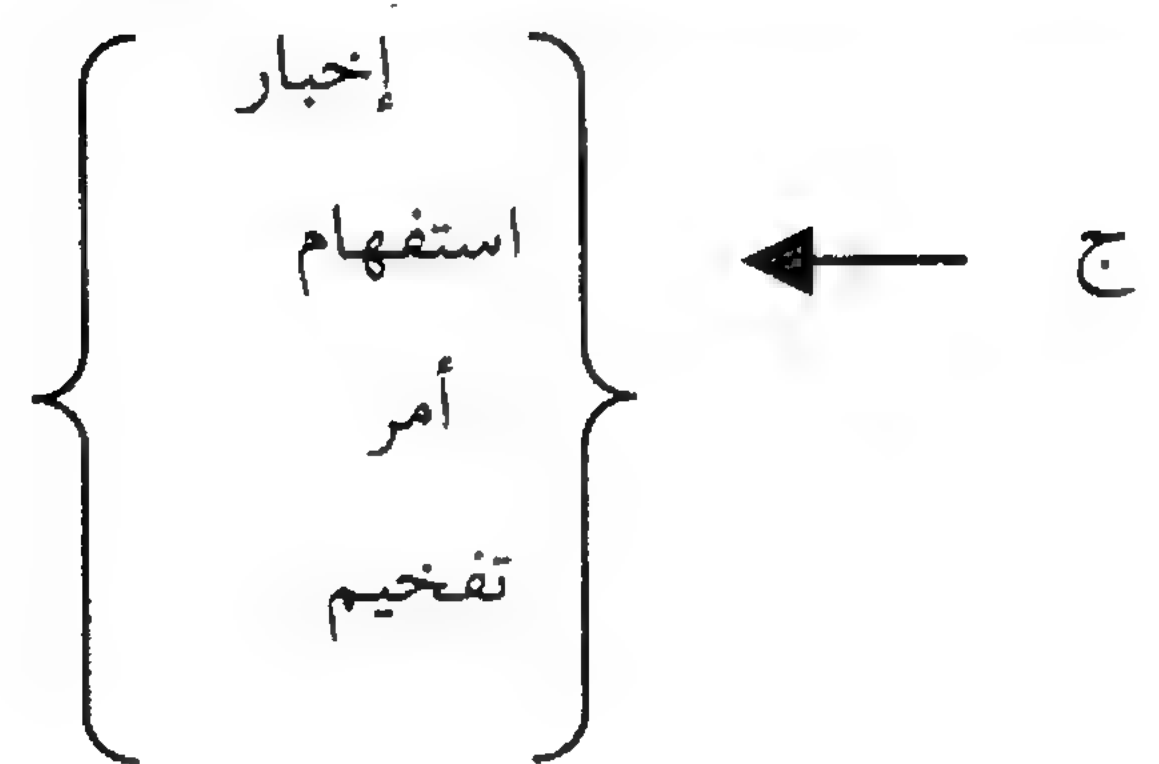 إخبار
استفهام
ج
أمر
تفخيم